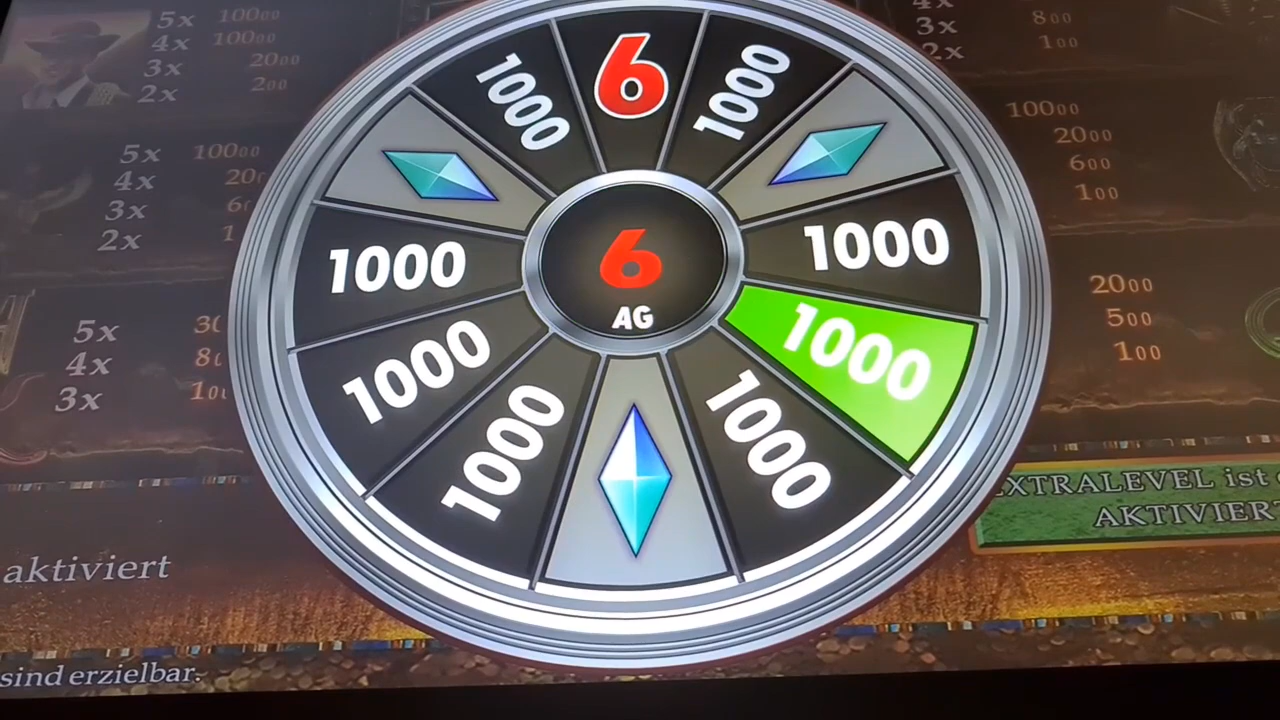 5x 10000
4x 10000
3x 2000
2x 200
5x 10000
4x
3x
2x
5x
4x
3x
3x 800
2x 100
10000
2000
600
100
2000
500
100
6
1000
1000
1000
1000
1000
1000
1000
1000
6
AG
EXTRALEVEL ist
AKTIVIERT
aktiviert
sind erzielbar.